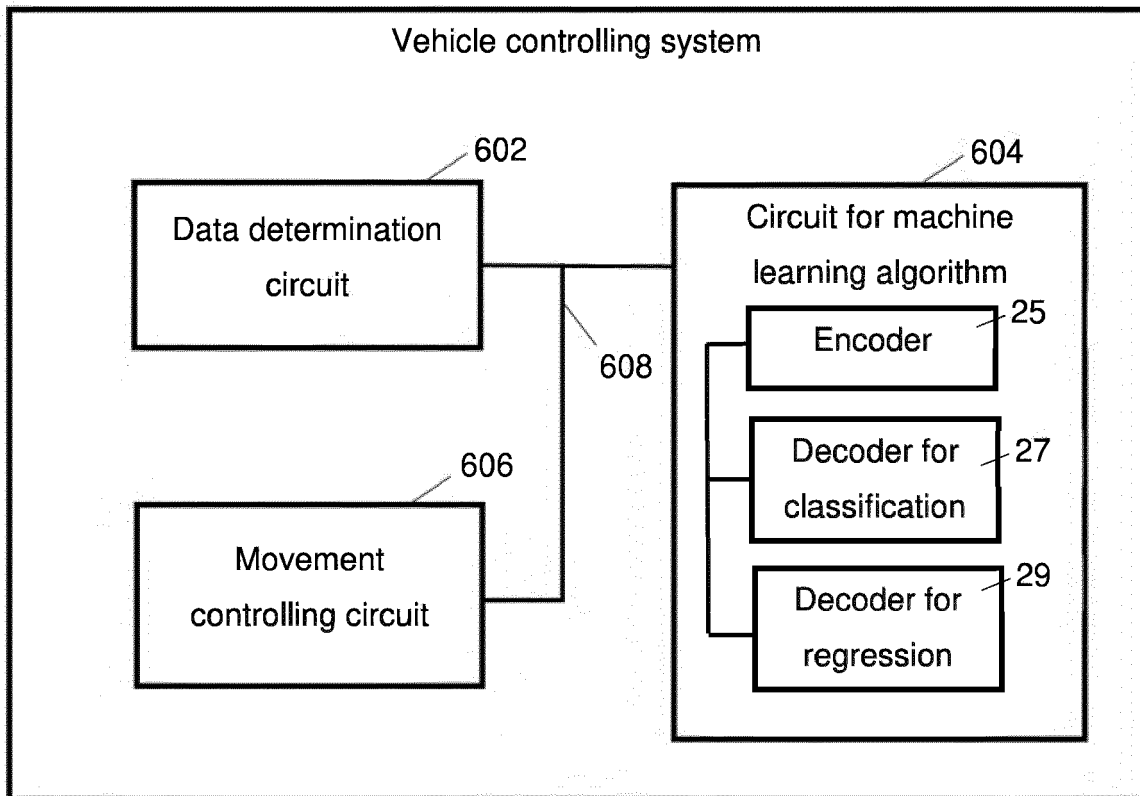 Vehicle controlling system
602
Data determination
circuit
604
Circuit for machine
learning algorithm
Encoder
25
608
Decoder for
classification
27
606
Movement
controlling circuit
Decoder for
regression
29